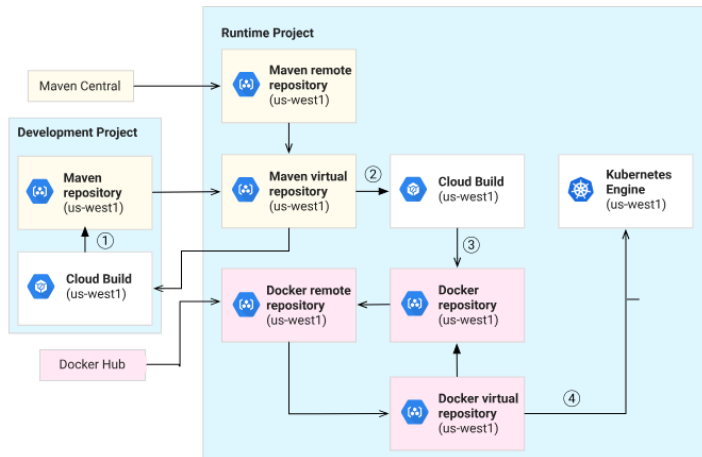 Runtime Project
Maven Central
Maven remote
repository
(us-west1)
Development Project
Maven
repository
(us-west1)
Maven virtual
repository
(us-west1)
2
Cloud Build
(us-west1)
Kubernetes
Engine
(us-west1)
1
Cloud Build
(us-west1)
3
Docker remote
repository
(us-west1)
Docker
repository
(us-west1)
Docker Hub
Docker virtual
repository
(us-west1)
4